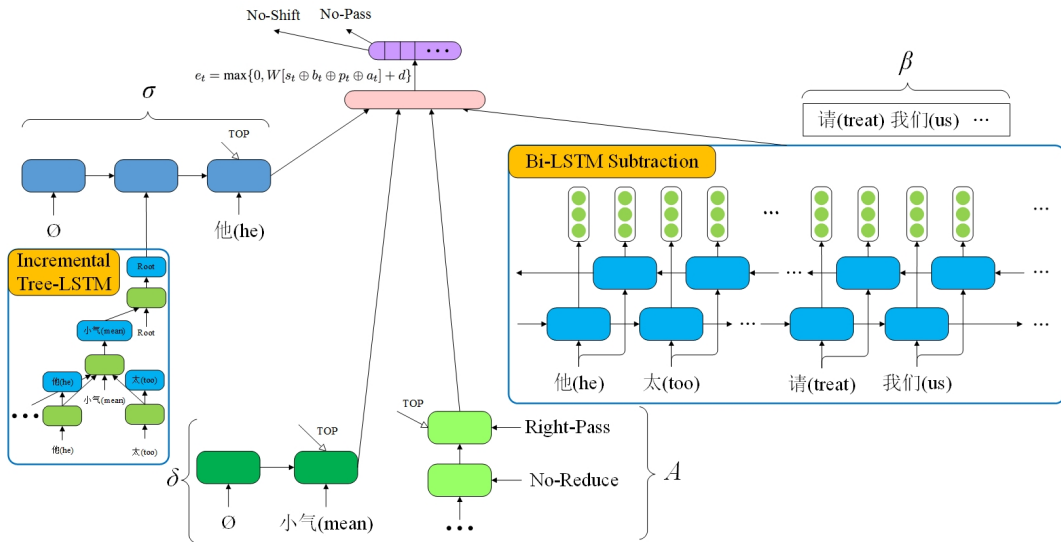 No-Shift
No-Pass
•••
e_t = max{0, W[s_t ⊕ b_t ⊕ p_t ⊕ a_t] + d}
σ
TOP
Ø
他(he)
β
请(treat) 我们(us) ···
Bi-LSTM Subtraction
...
...
...
...
...
...
他(he)
太(too)
请(treat)
我们(us)
Incremental
Tree-LSTM
Root
Root
小气(mean)
他(he)
小气(mean)
太(too)
•••
他(he)
太(too)
δ
TOP
Ø
小气(mean)
TOP
Right-Pass
No-Reduce
•••
A